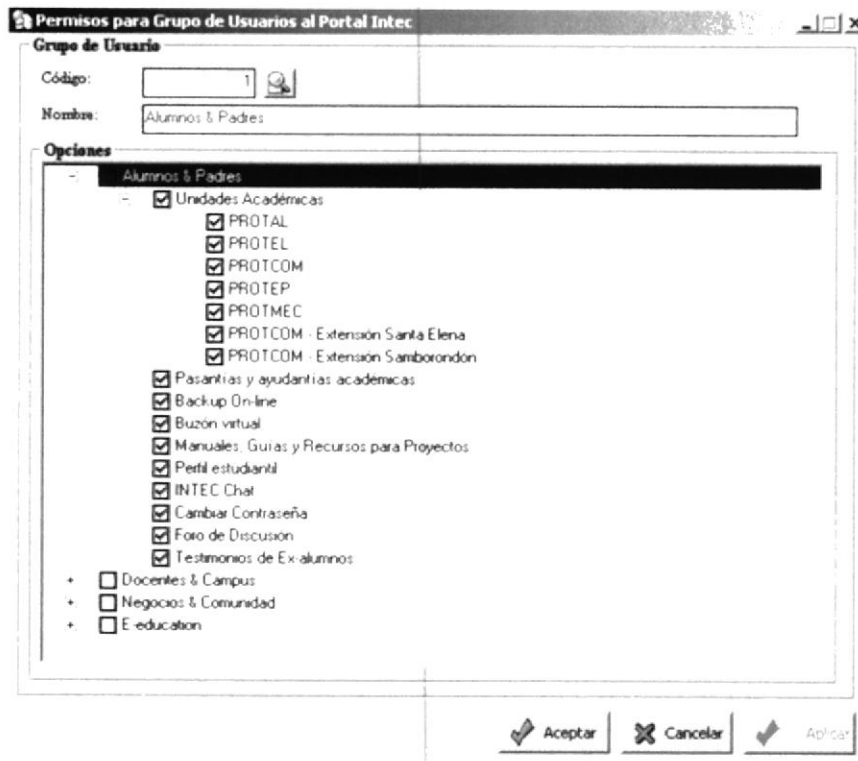 Permisos para Grupo de Usuarios al Portal Intec
Grupo de Usuario
Código: 1
Nombre: Alumnos & Padres
Opciones
Alumnos & Padres
Unidades Académicas
PROTAL
PROTEL
PROTCOM
PROTEP
PROTMEC
PROTCOM - Extensión Santa Elena
PROTCOM - Extensión Samborondón
Pasantías y ayudantías académicas
Backup On-line
Buzón virtual
Manuales, Guías y Recursos para Proyectos
Perfil estudiantil
INTEC Chat
Cambiar Contraseña
Foro de Discusión
Testimonios de Ex-alumnos
Docentes & Campus
Negocios & Comunidad
E-education
Aceptar Cancelar Aplicar